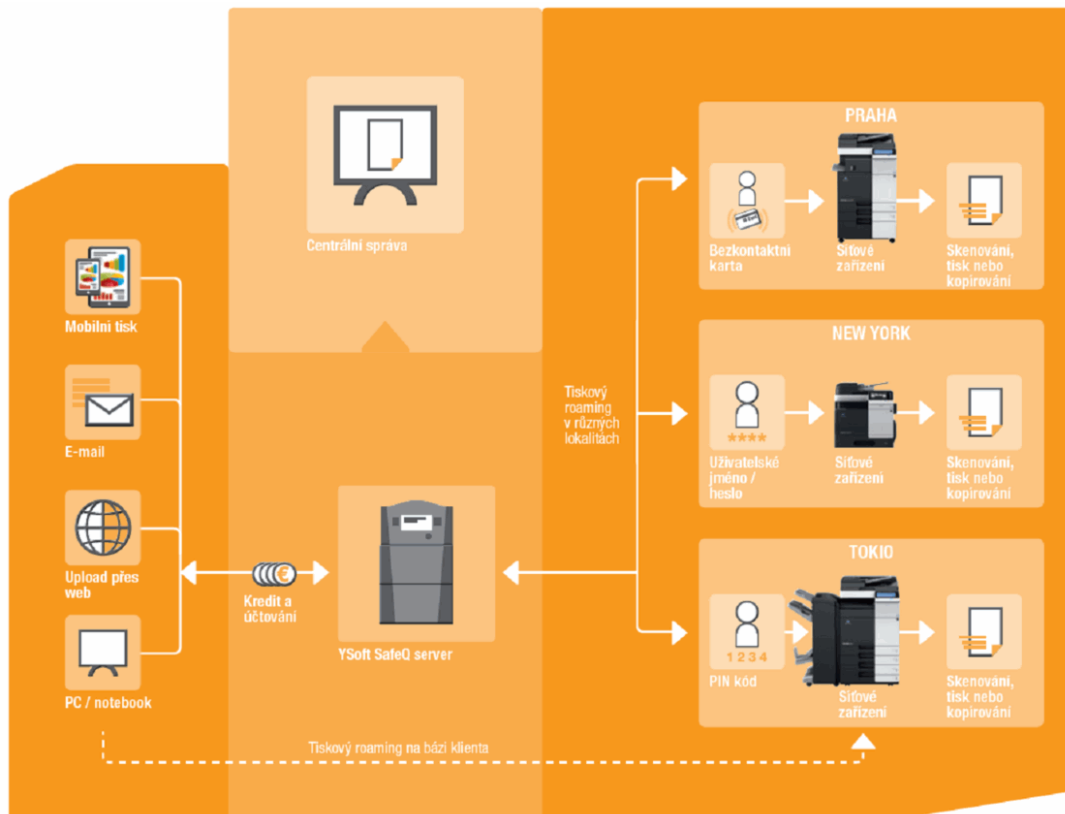 Centrální správa
Mobilní tisk
E-mail
Upload přes
web
PC / notebook
Kredit a
účtování
€
YSoft SafeQ server
Tiskový roaming na bázi klienta
Tiskový
roaming
v různých
lokalitách
PRAHA
Bezkontaktní
karta
Síťové
zařízení
Skenování,
tisk nebo
kopírování
NEW YORK
****
Uživatelské
jméno /
heslo
Síťové
zařízení
Skenování,
tisk nebo
kopírování
TOKIO
1 2 3 4
PIN kód
Síťové
zařízení
Skenování,
tisk nebo
kopírování